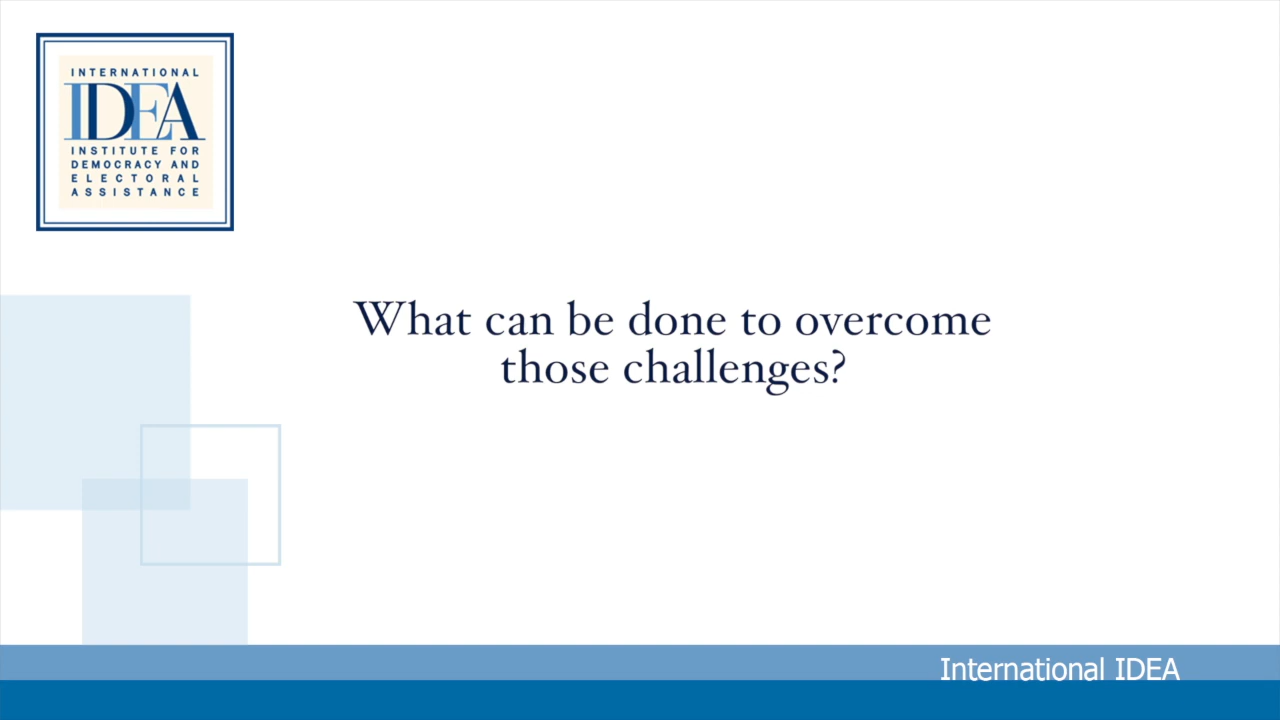 INTERNATIONAL
IDEA
INSTITUTE FOR
DEMOCRACY AND
ELECTORAL
ASSISTANCE
What can be done to overcome
those challenges?
International IDEA